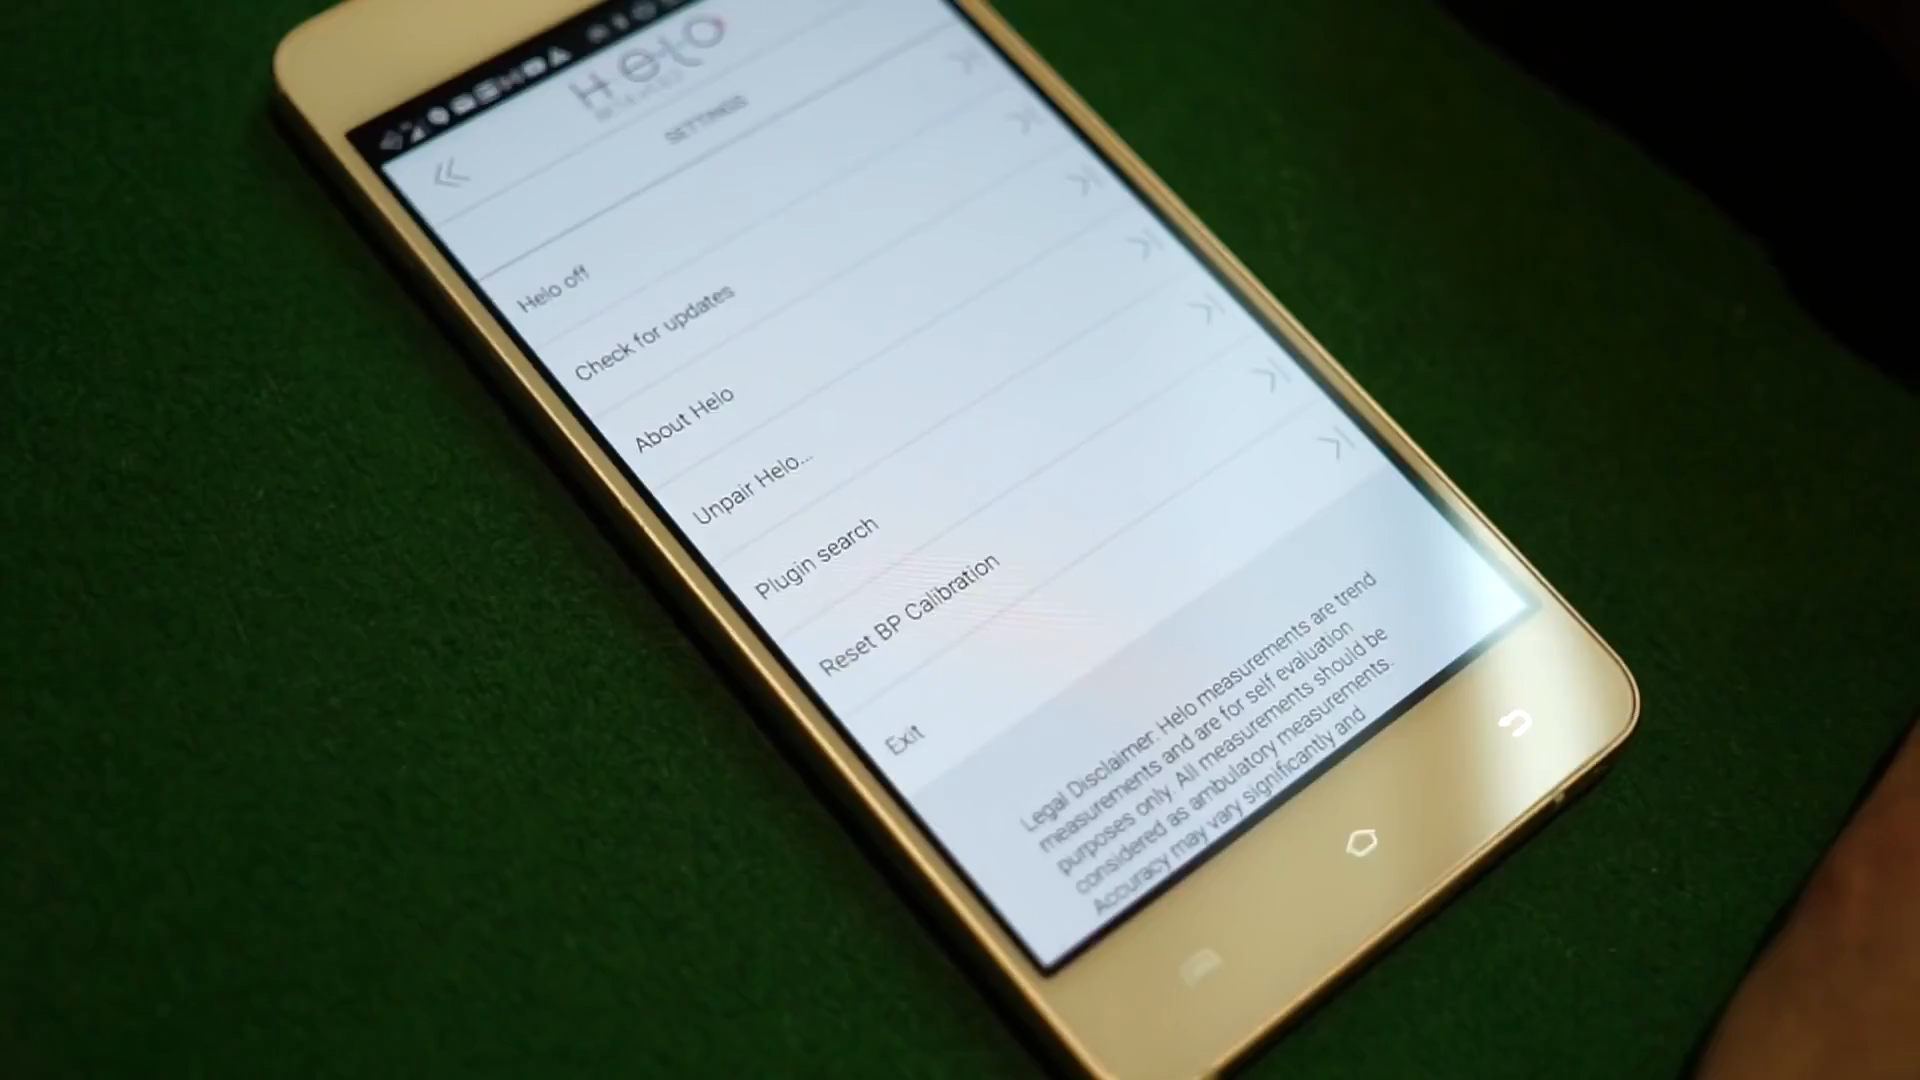 Helo
SETTINGS
Helo off
Check for updates
About Helo
Unpair Helo...
Plugin search
Reset BP Calibration
Exit
Legal Disclaimer: Helo measurements are trend
measurements and are for self evaluation
purposes only. All measurements should be
considered as ambulatory measurements.
Accuracy may vary significantly and